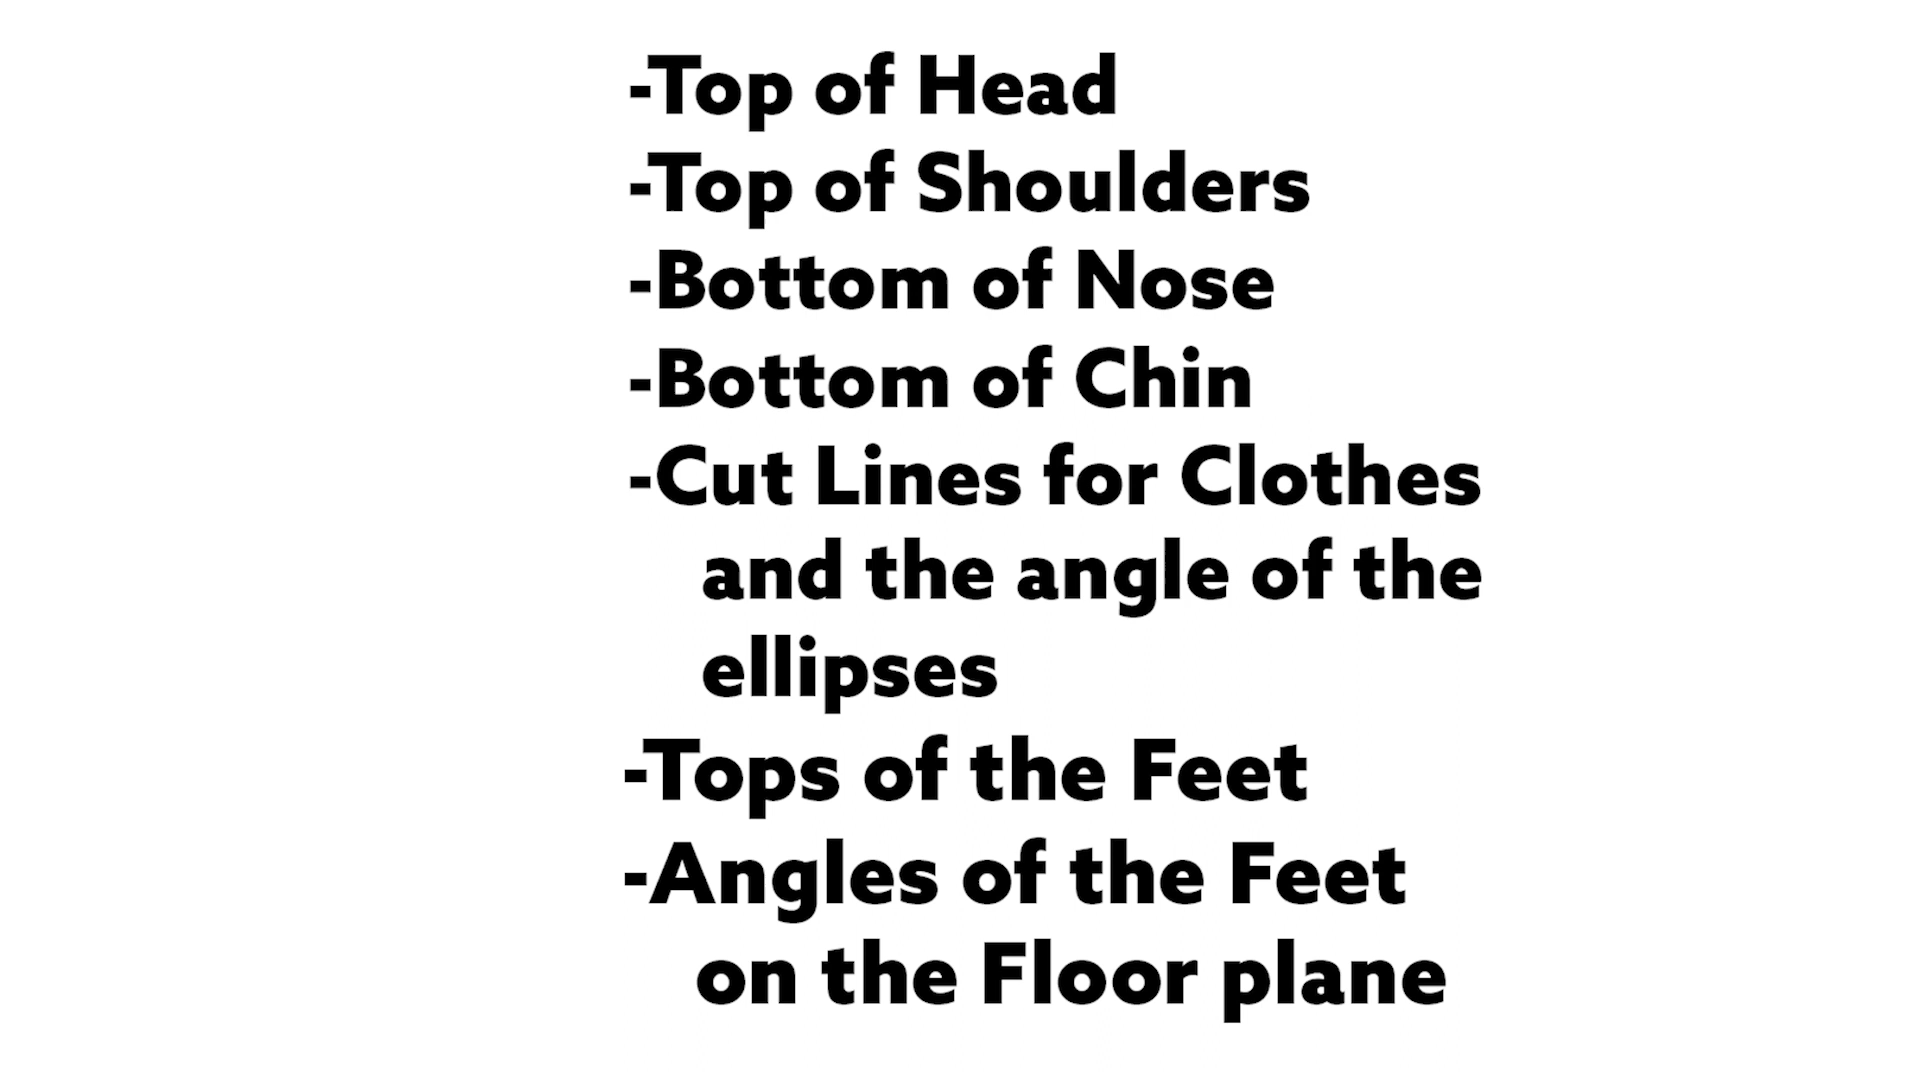 -Top of Head
-Top of Shoulders
-Bottom of Nose
-Bottom of Chin
-Cut Lines for Clothes
and the angle of the
ellipses
-Tops of the Feet
-Angles of the Feet
on the Floor plane